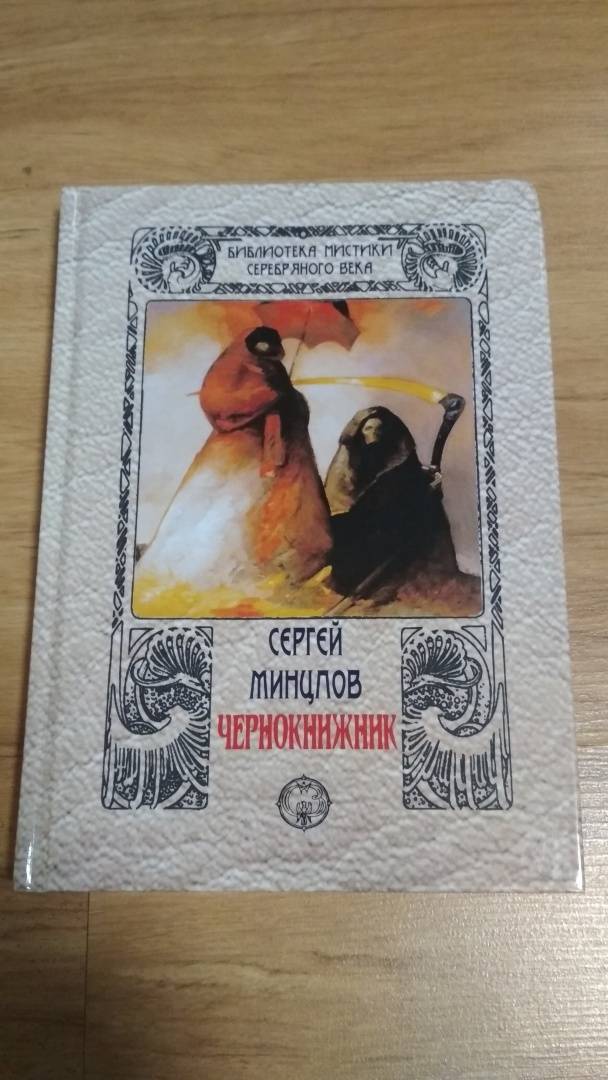 БИБЛИОТЕКА МИСТИКИ
СЕРЕБРЯНОГО ВЕКА
СЕРГЕЙ
МИНЦЛОВ
ЧЕРНОКНИЖНИК